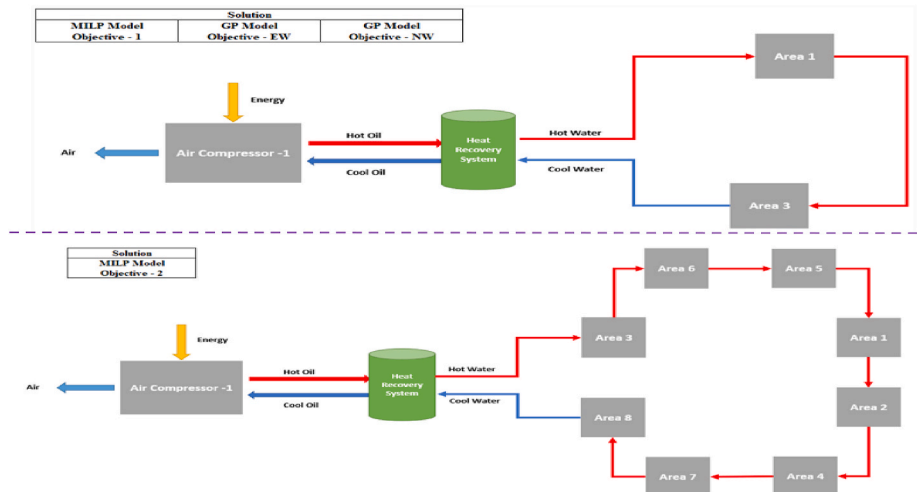 Solution
MILP Model GP Model GP Model
Objective - 1 Objective - EW Objective - NW
Area 1
Energy
Hot Oil
Hot Water
Air
Air Compressor -1
Heat
Recovery
System
Cool Oil
Cool Water
Area 3
Solution
MILP Model
Objective - 2
Area 6
Area 5
Energy
Area 3
Area 1
Hot Oil
Hot Water
Air
Air Compressor -1
Heat
Recovery
System
Cool Oil
Cool Water
Area 2
Area 8
Area 7
Area 4